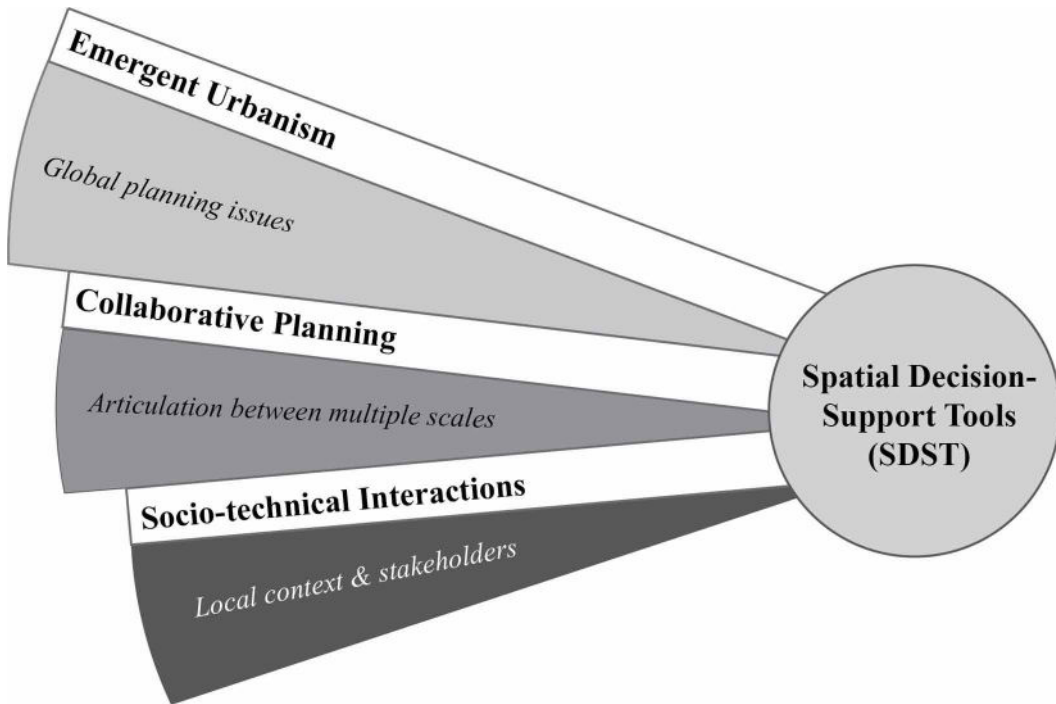 Emergent Urbanism
Global planning issues
Collaborative Planning
Articulation between multiple scales
Socio-technical Interactions
Local context & stakeholders
Spatial Decision-
Support Tools
(SDST)